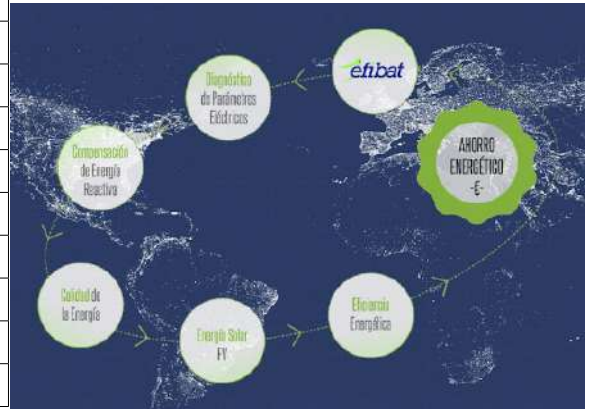 efibat
Diagnóstico
de Parámetros
Eléctricos
Compensación
de Energía
Reactiva
Calidad de
la Energía
Energía Solar
FV
Eficiencia
Energética
AHORRO
ENERGÉTICO
-€-